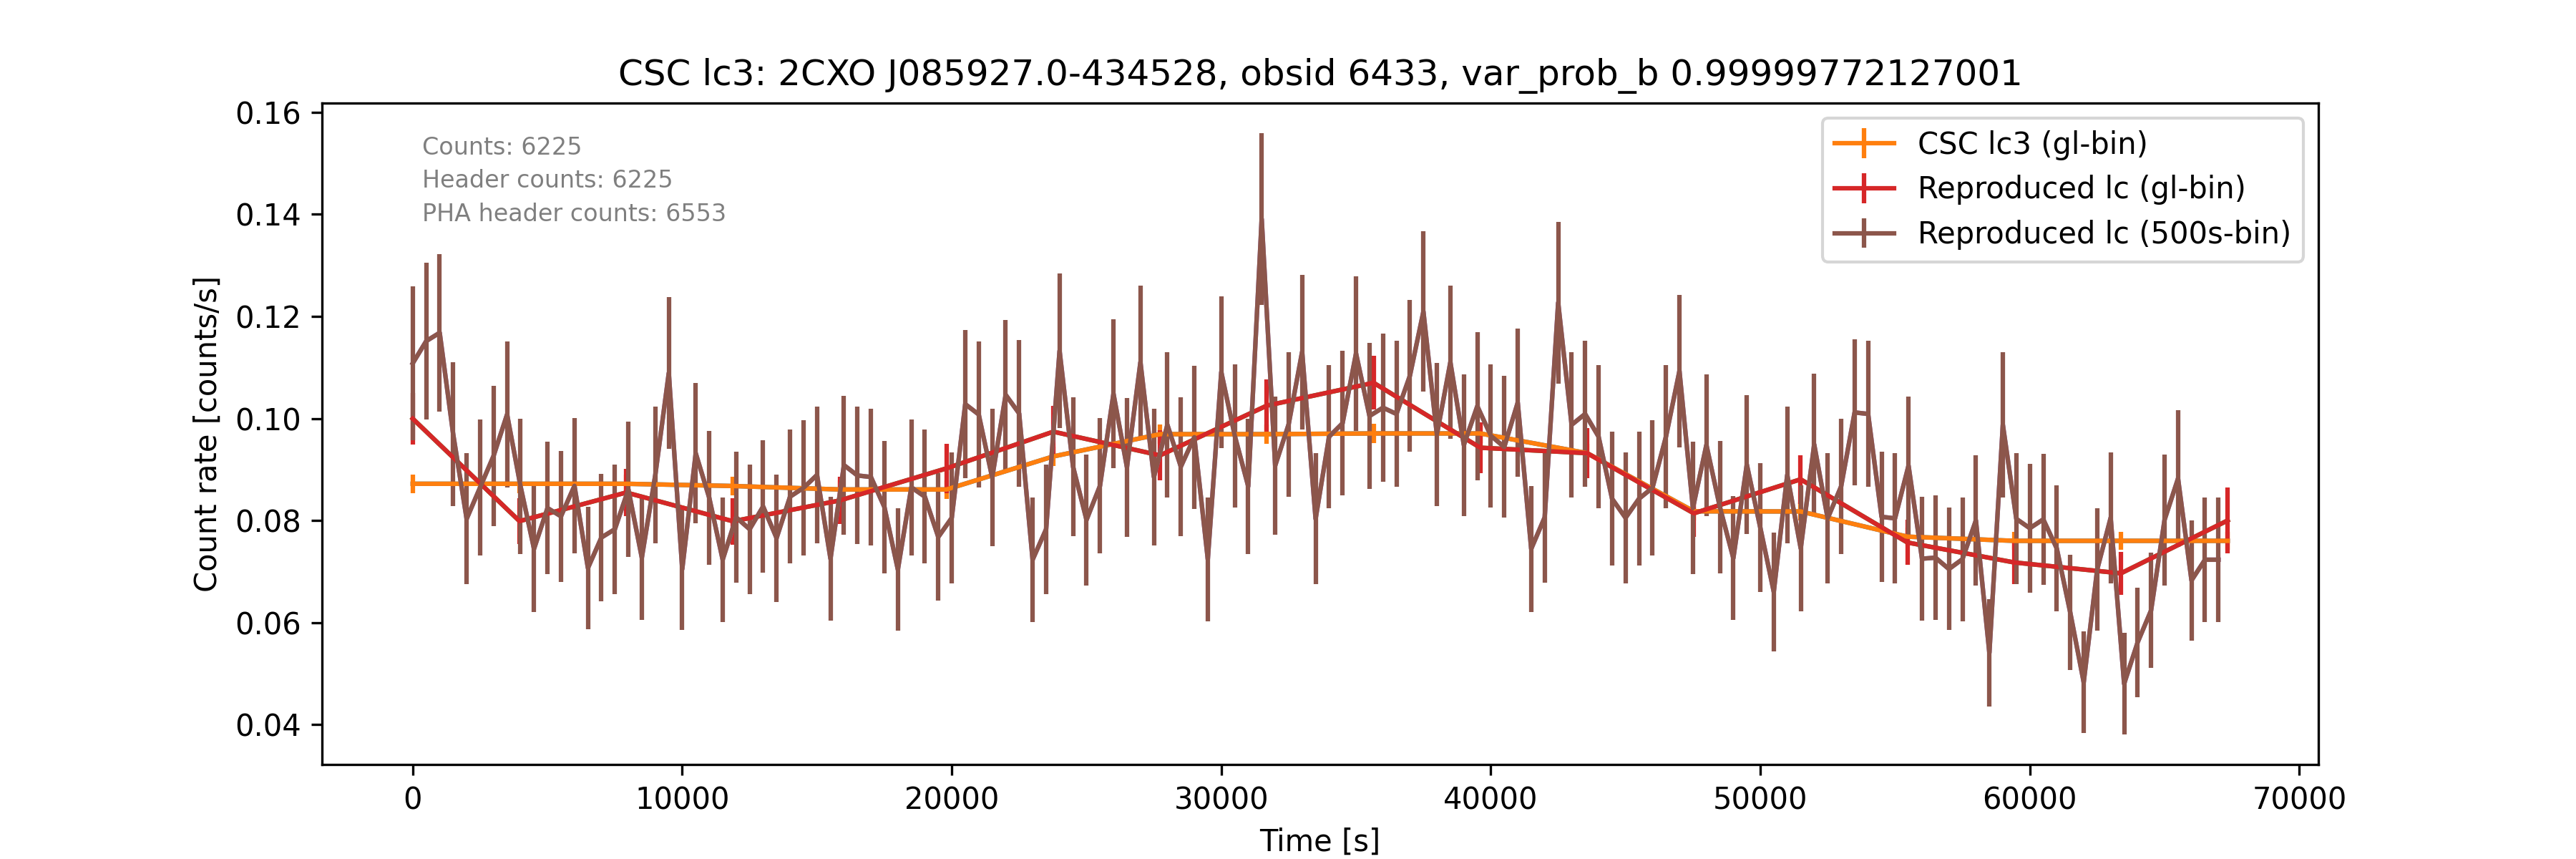 CSC lc3: 2CXO J085927.0-434528, obsid 6433, var_prob_b 0.99999772127001
0.16
0.14
0.12
0.10
0.08
0.06
0.04
Count rate [counts/s]
Counts: 6225
Header counts: 6225
PHA header counts: 6553
CSC lc3 (gl-bin)
Reproduced lc (gl-bin)
Reproduced lc (500s-bin)
0 10000 20000 30000 40000 50000 60000 70000
Time [s]